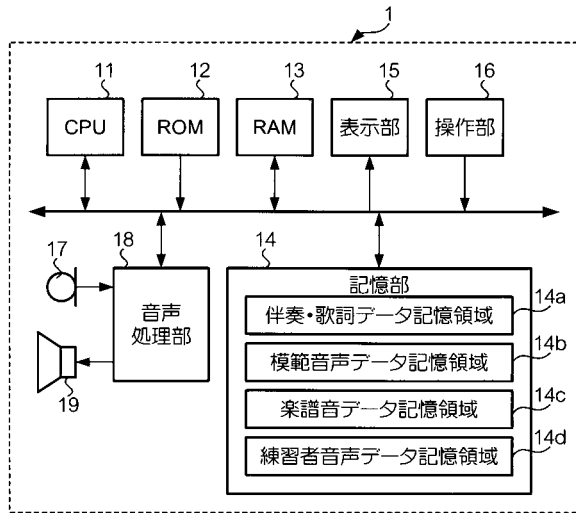 1
11
12
13
15
16
CPU
ROM
RAM
表示部
操作部
17
18
14
音声
処理部
19
記憶部
伴奏・歌詞データ記憶領域
14a
模範音声データ記憶領域
14b
楽譜音データ記憶領域
14c
練習者音声データ記憶領域
14d